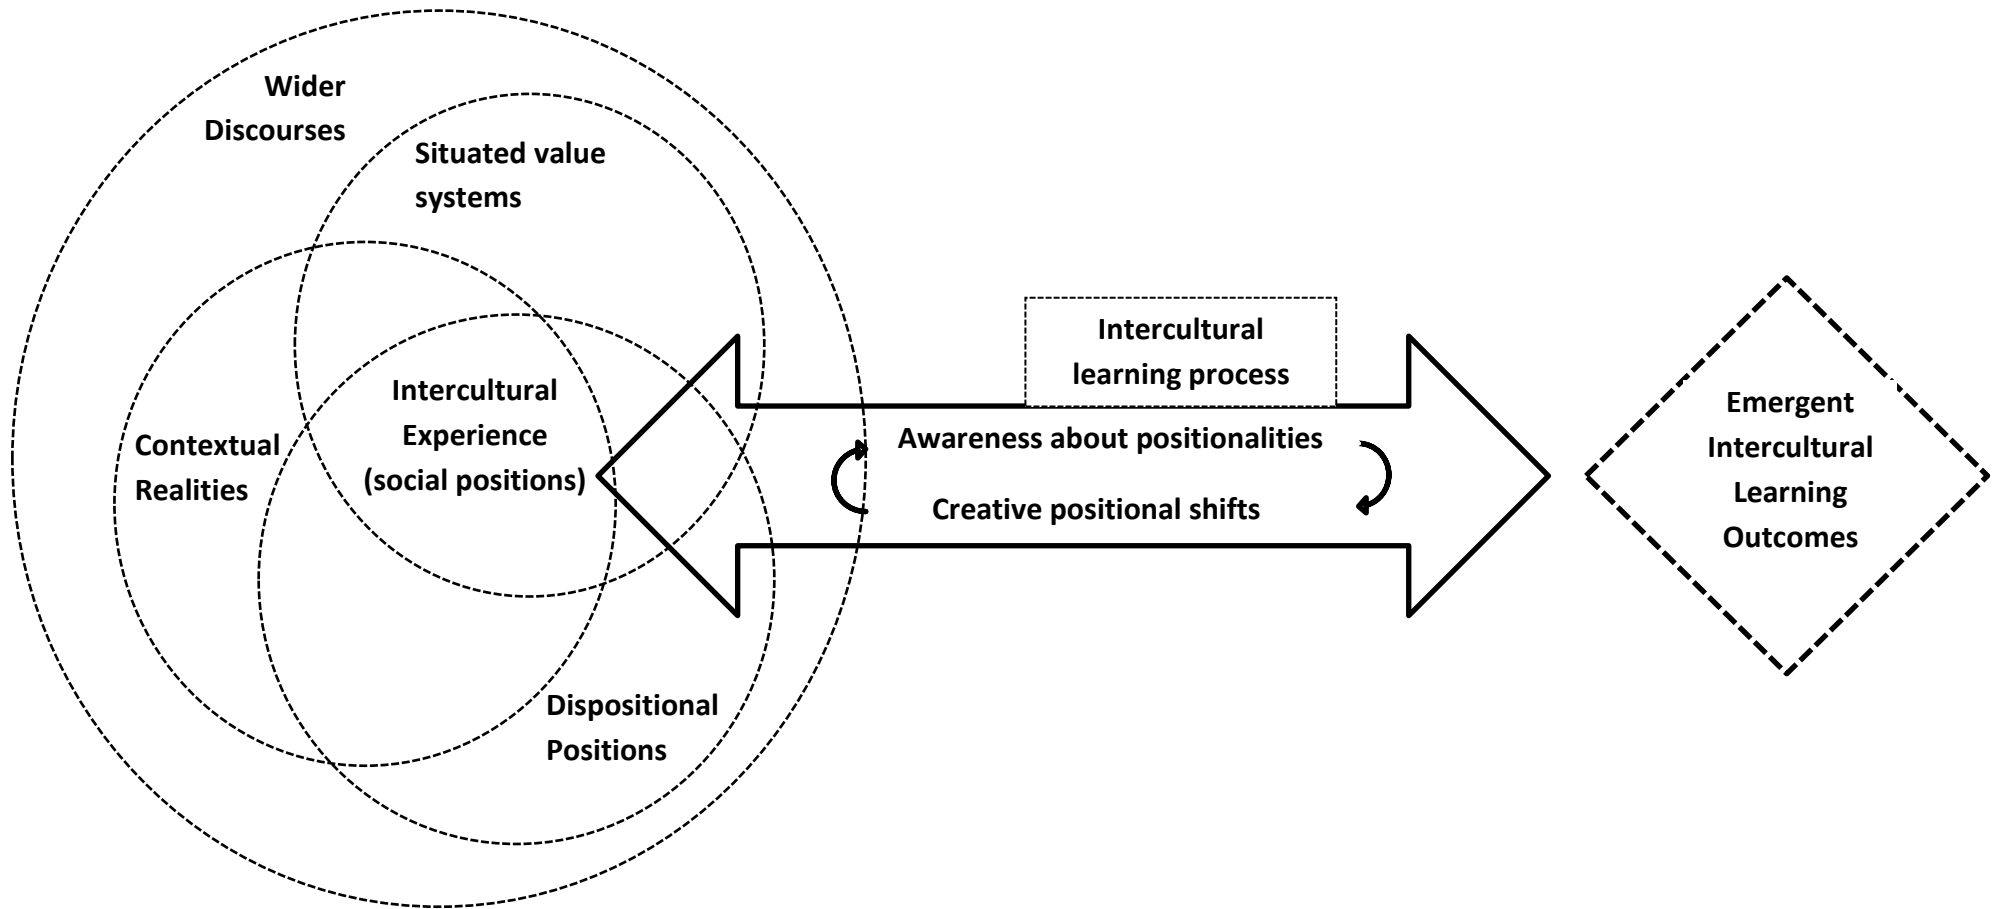 Wider
Discourses
Situated value
systems
Intercultural
Experience
(social positions)
Contextual
Realities
Dispositional
Positions
Intercultural
learning process
Awareness about positionalities
Creative positional shifts
Emergent
Intercultural
Learning
Outcomes